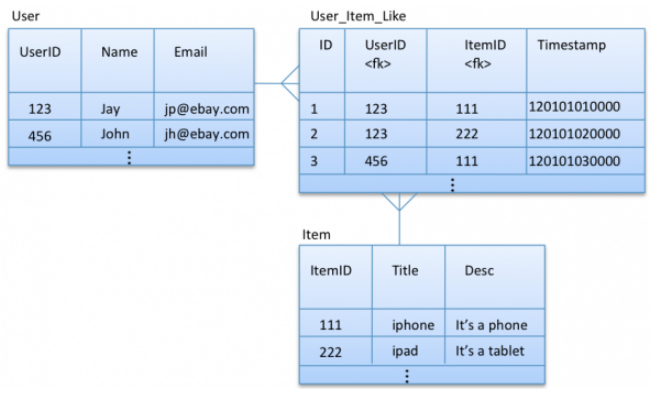 User
UserID Name Email
123 Jay jp@ebay.com
456 John jh@ebay.com
User_Item_Like
ID UserID <fk> ItemID <fk> Timestamp
1 123 111 120101010000
2 123 222 120101020000
3 456 111 120101030000
Item
ItemID Title Desc
111 iphone It's a phone
222 ipad It's a tablet